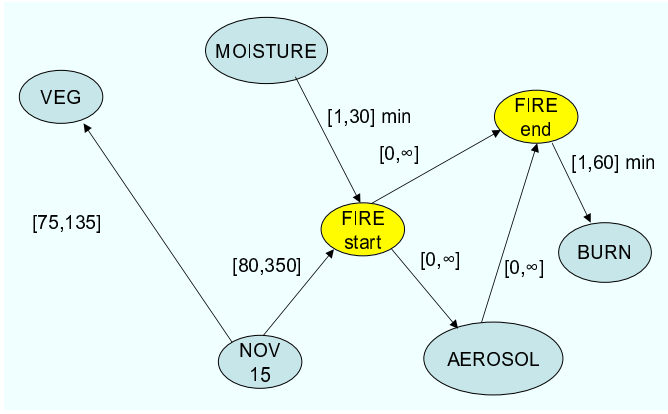 MOISTURE
VEG
FIRE
end
[1,30] min
[0,∞]
[1,60] min
[75,135]
FIRE
start
BURN
[80,350]
[0,∞]
[0,∞]
NOV
15
AEROSOL